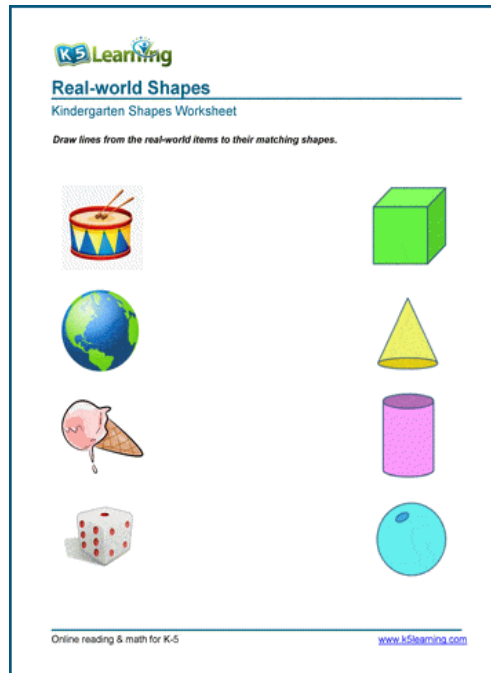 K5 Learning
Real-world Shapes
Kindergarten Shapes Worksheet
Draw lines from the real-world items to their matching shapes.
Online reading & math for K-5
www.k5learning.com